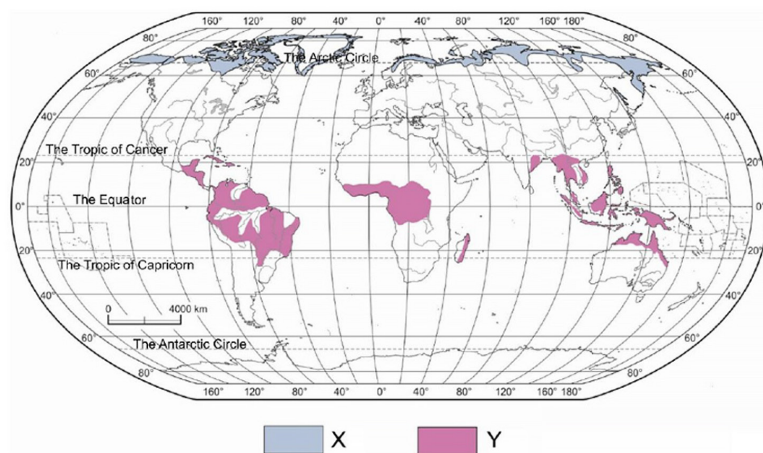 160° 120° 80° 40° 0° 40° 80° 120° 160° 180°
80° 80°
The Arctic Circle
60° 60°
40° 40°
The Tropic of Cancer
20° 20°
The Equator
0° 0°
20° 20°
The Tropic of Capricorn
0 4000 km
40° 40°
The Antarctic Circle
60° 60°
80° 80°
160° 120° 80° 40° 0° 40° 80° 120° 160° 180°
X Y